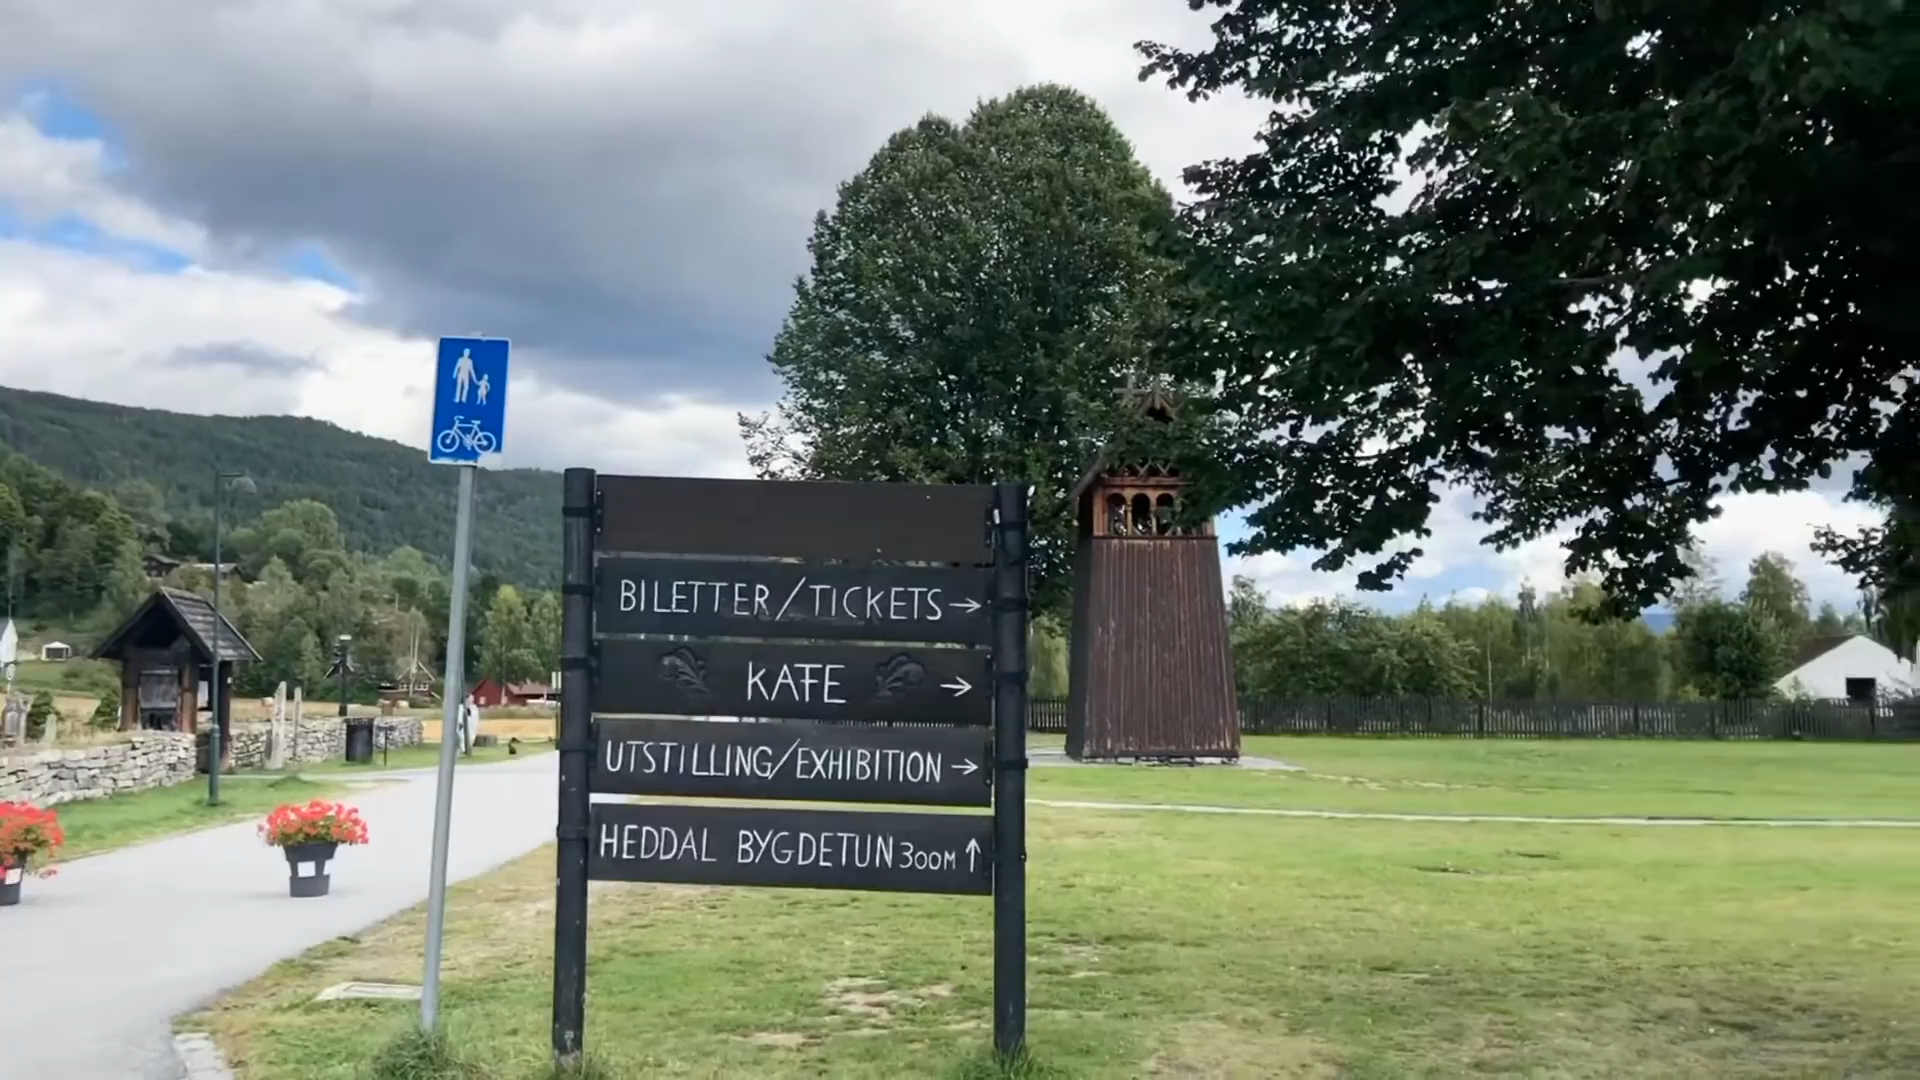 BILETTER/TICKETS →
KAFE →
UTSTILLING/EXHIBITION →
HEDDAL BYGDETUN 300M ↑